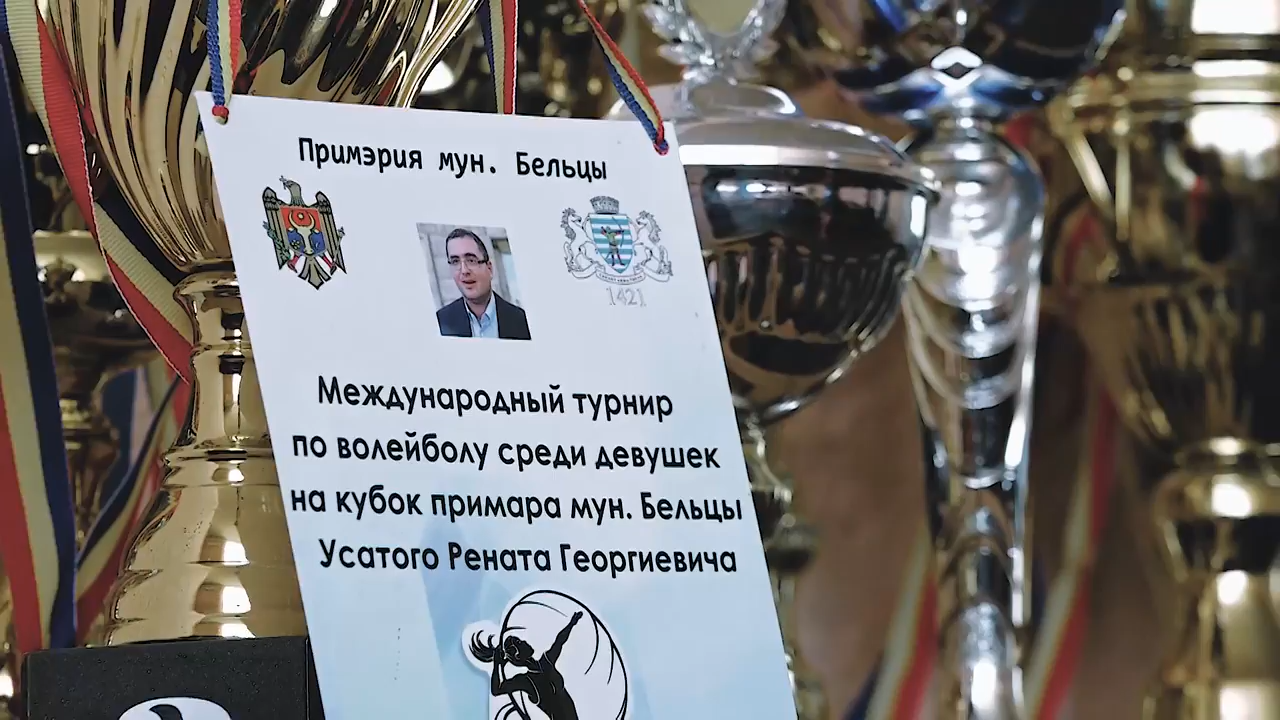 Примэрия мун. Бельцы
1421
Международный турнир
по волейболу среди девушек
на кубок примара мун. Бельцы
Усатого Рената Георгиевича